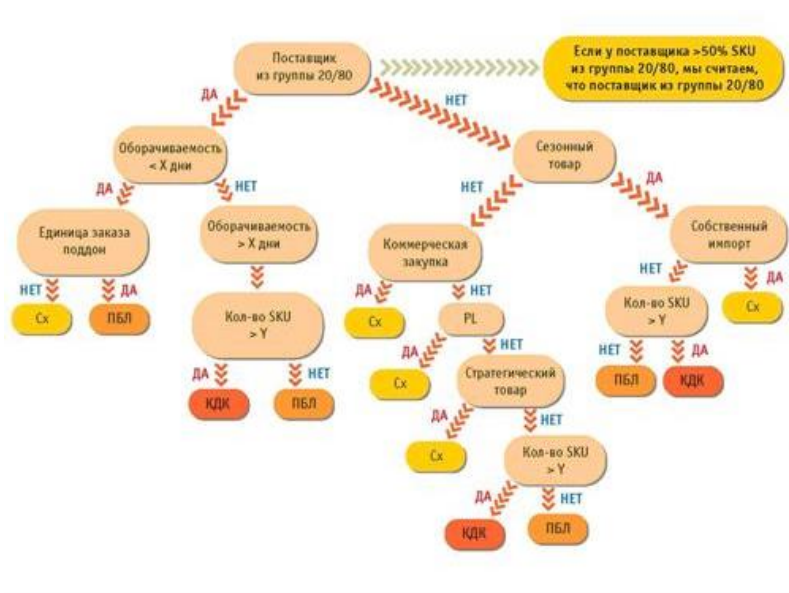 Поставщик
из группы 20/80
Если у поставщика >50% SKU
из группы 20/80, мы считаем,
что поставщик из группы 20/80
ДА
НЕТ
Оборачиваемость
< X дни
Сезонный
товар
ДА
НЕТ
НЕТ
ДА
Единица заказа
поддон
Оборачиваемость
> X дни
Коммерческая
закупка
Собственный
импорт
НЕТ
ДА
ДА
НЕТ
НЕТ
ДА
Сх
ПБЛ
Кол-во SKU
> Y
Сх
PL
Кол-во SKU
> Y
Сх
ДА
НЕТ
ДА
НЕТ
НЕТ
ДА
КДК
ПБЛ
Сх
Стратегический
товар
ПБЛ
КДК
ДА
НЕТ
Сх
Кол-во SKU
> Y
ДА
НЕТ
КДК
ПБЛ